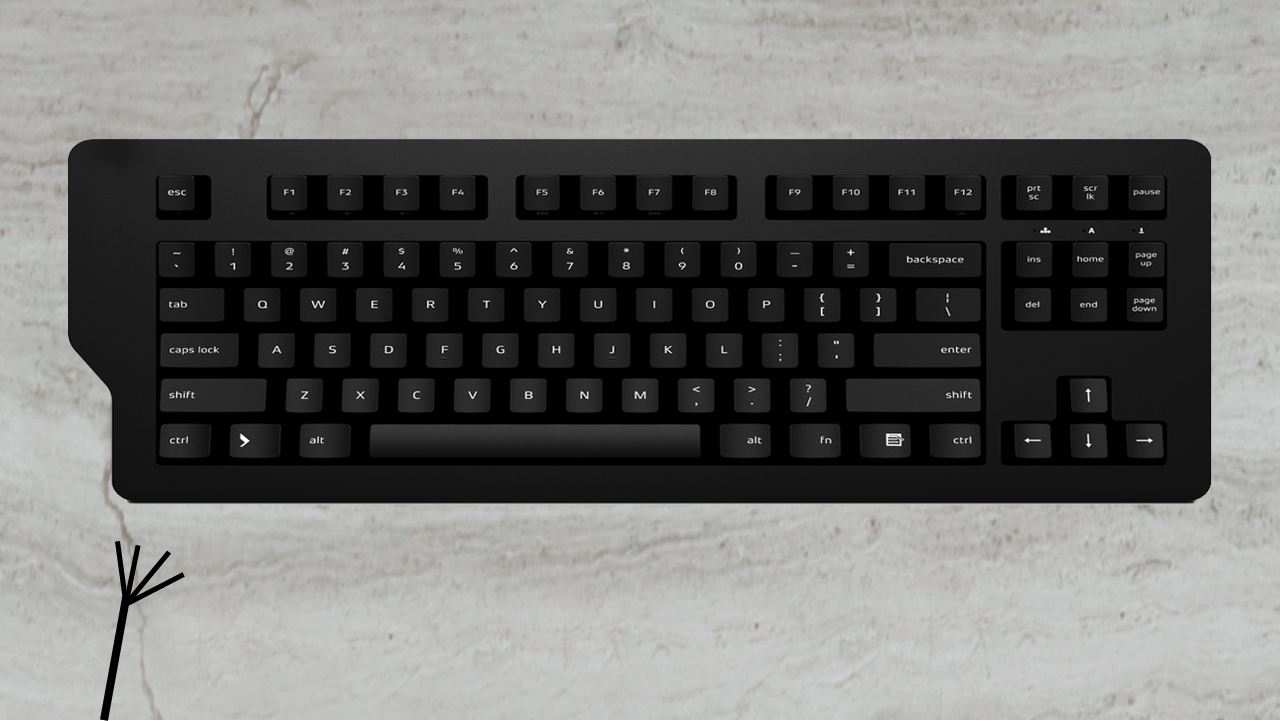 esc F1 F2 F3 F4 F5 F6 F7 F8 F9 F10 F11 F12 prt sc scr lk pause
A
~ ` ! 1 @ 2 # 3 $ 4 % 5 ^ 6 & 7 * 8 ( 9 ) 0 — - + = backspace ins home page up
tab Q W E R T Y U I O P { [ } ] ¦ \ del end page down
caps lock A S D F G H J K L : ; " ' enter
shift Z X C V B N M < , > . ? / shift ↑
ctrl alt alt fn ctrl ← ↓ →